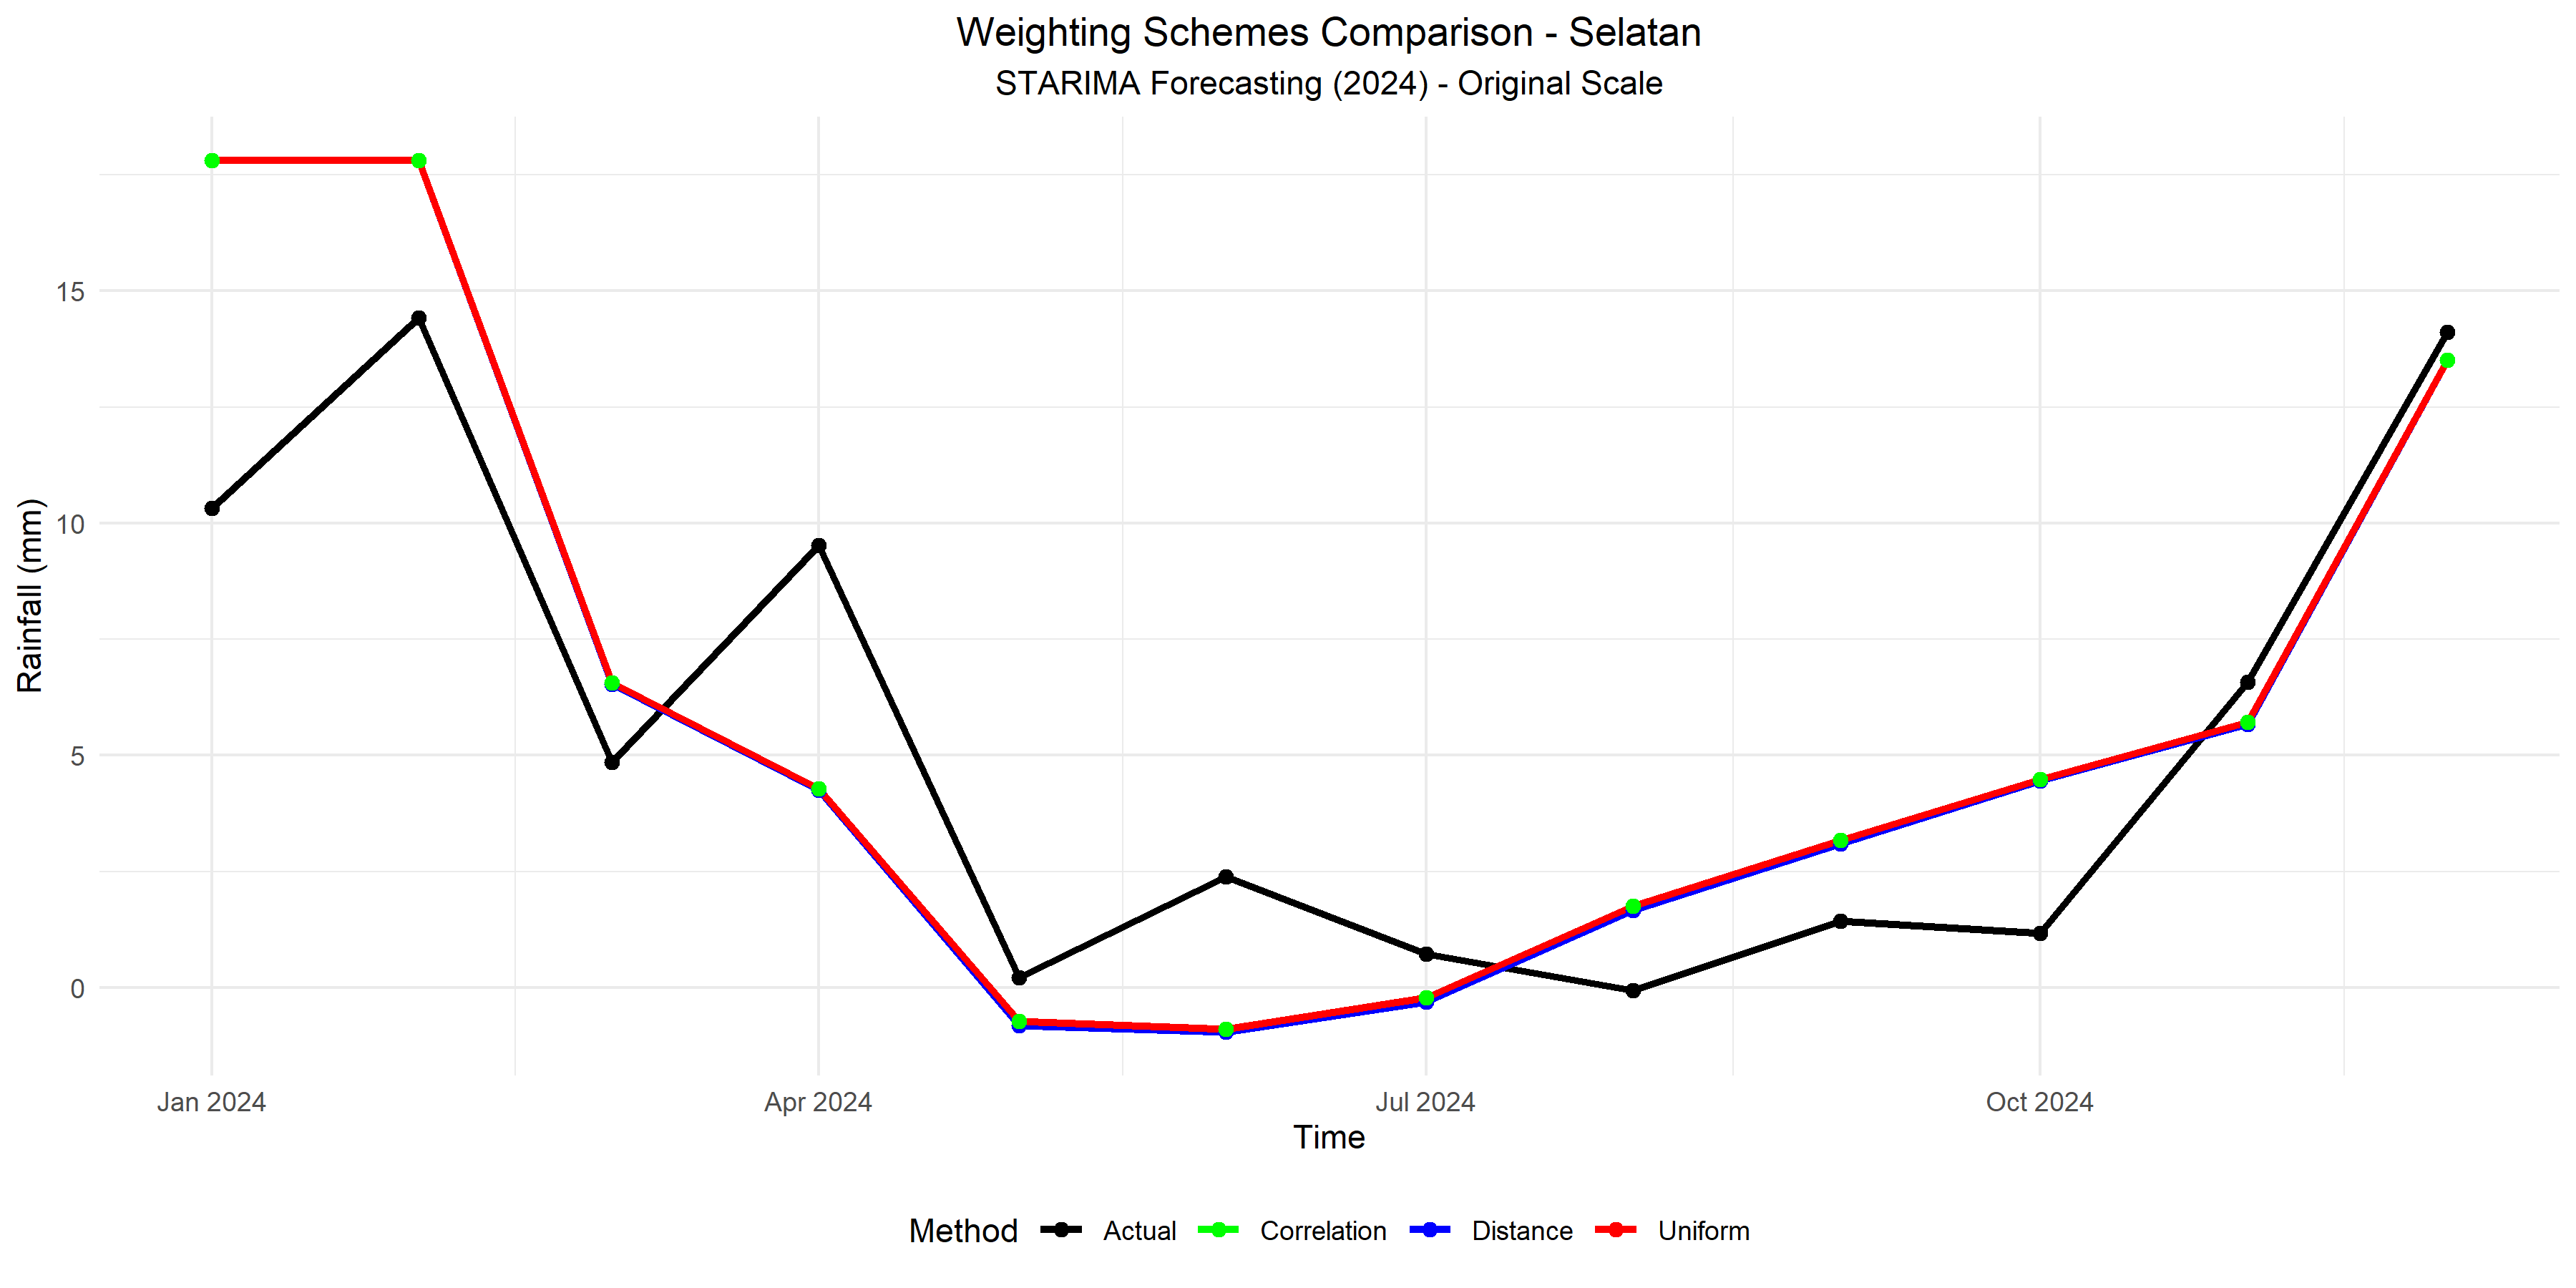 Weighting Schemes Comparison - Selatan
STARIMA Forecasting (2024) - Original Scale
Rainfall (mm)
15
10
5
0
Jan 2024 Apr 2024 Jul 2024 Oct 2024
Time
Method Actual Correlation Distance Uniform